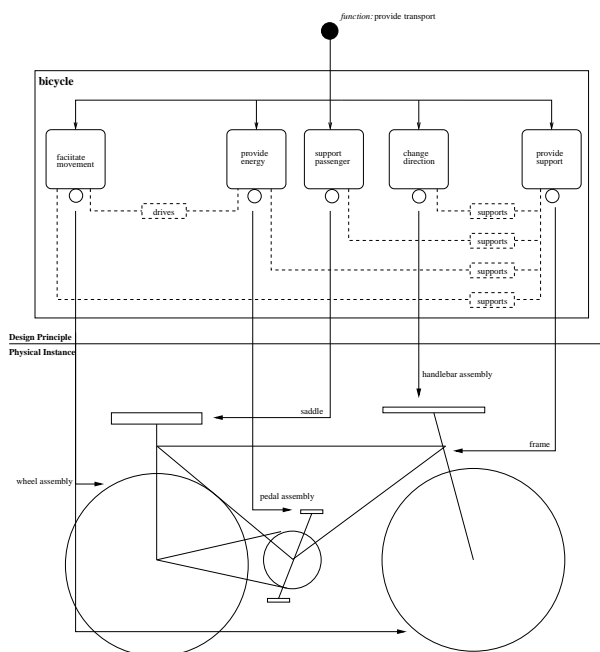 function: provide transport
bicycle
faciitate
movement
provide
energy
support
passenger
change
direction
provide
support
drives
supports
supports
supports
supports
Design Principle
Physical Instance
handlebar assembly
saddle
frame
wheel assembly
pedal assembly